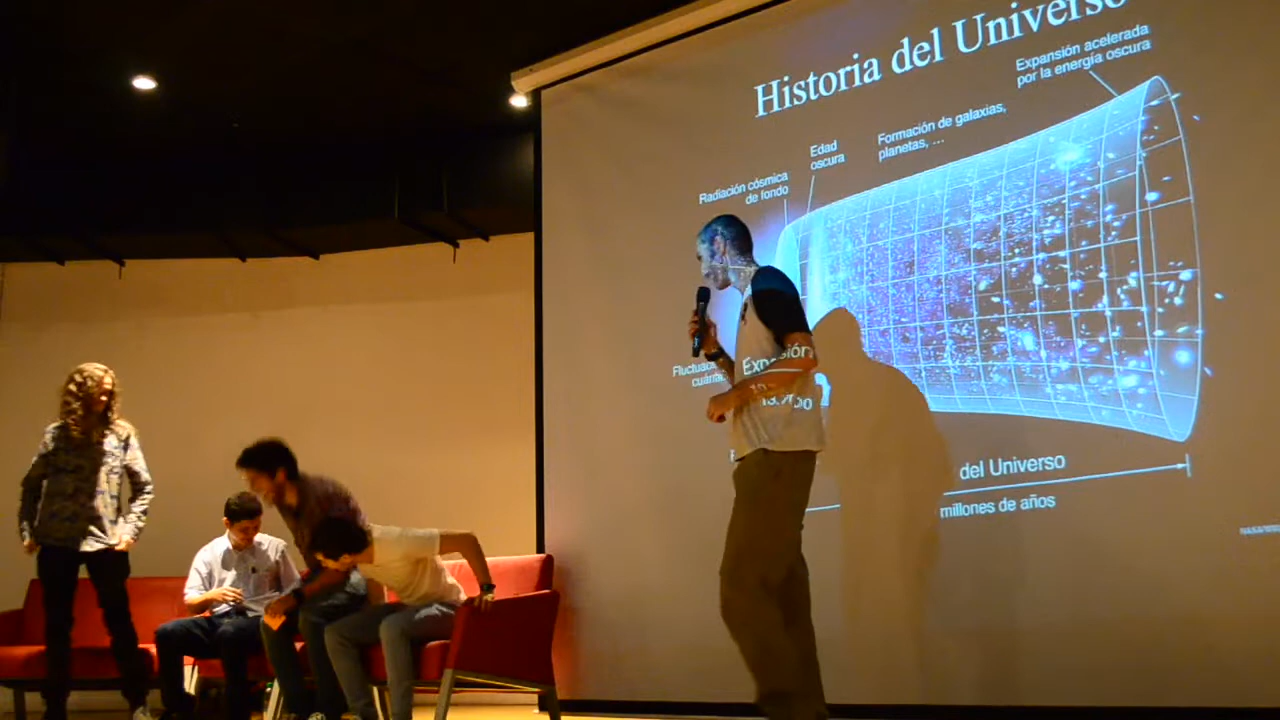 Historia del Universo
Expansión acelerada
por la energía oscura
Formación de galaxias,
planetas, ...
Edad
oscura
Radiación cósmica
de fondo
Expansión
del Universo
millones de años